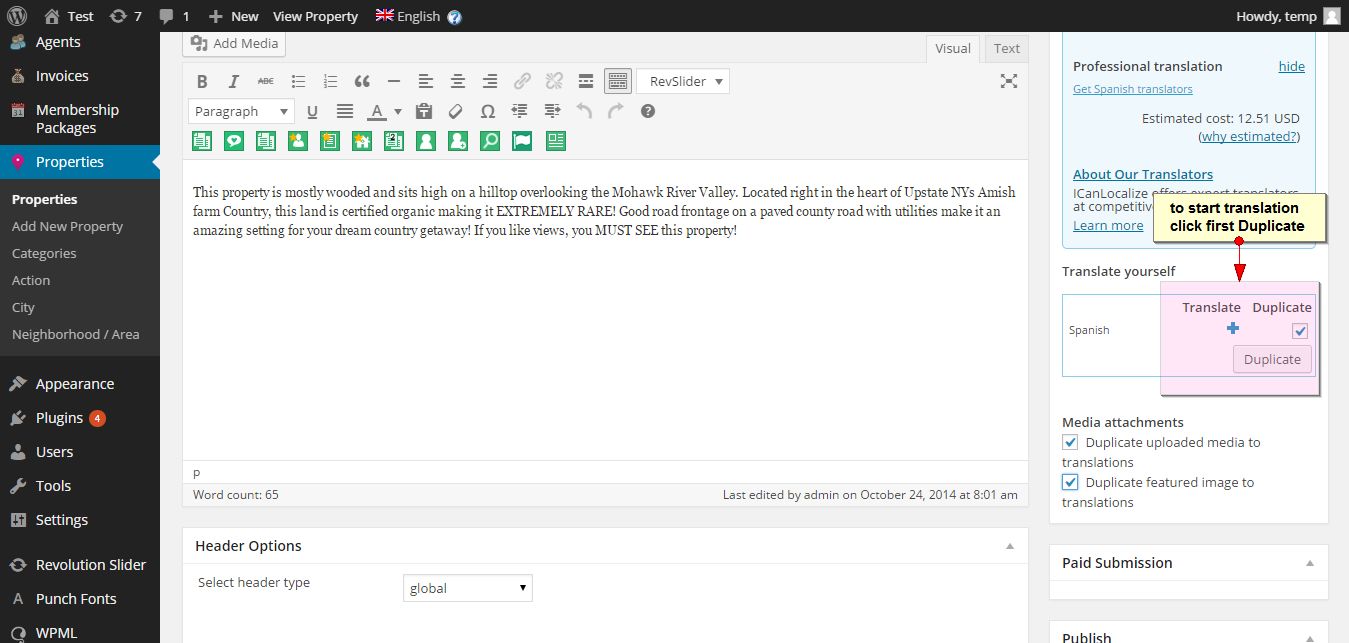 Test
7
1
New
View Property
English
Howdy, temp
Agents
Invoices
Membership
Packages
Properties
Properties
Add New Property
Categories
Action
City
Neighborhood / Area
Appearance
Plugins 4
Users
Tools
Settings
Revolution Slider
Punch Fonts
WPML
Add Media
Visual
Text
B I ABC
RevSlider
Paragraph
U A Ω ?
This property is mostly wooded and sits high on a hilltop overlooking the Mohawk River Valley. Located right in the heart of Upstate NYs Amish
farm Country, this land is certified organic making it EXTREMELY RARE! Good road frontage on a paved county road with utilities make it an
amazing setting for your dream country getaway! If you like views, you MUST SEE this property!
p
Word count: 65
Last edited by admin on October 24, 2014 at 8:01 am
Header Options
Select header type
global
Professional translation
hide
Get Spanish translators
Estimated cost: 12.51 USD
(why estimated?)
About Our Translators
ICanLocalize offers expert translators
at competitiv
Learn more
to start translation
click first Duplicate
Translate yourself
Translate Duplicate
Spanish
Duplicate
Media attachments
Duplicate uploaded media to
translations
Duplicate featured image to
translations
Paid Submission
Publish